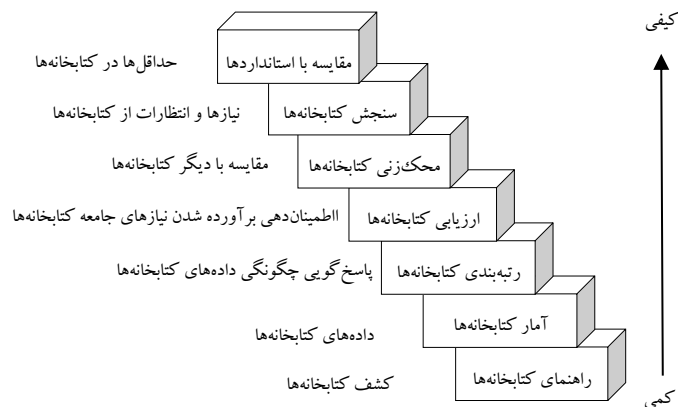 کیفی
مقایسه با استانداردها
حداقل‌ها در کتابخانه‌ها
سنجش کتابخانه‌ها
نیازها و انتظارات از کتابخانه‌ها
محک‌زنی کتابخانه‌ها
مقایسه با دیگر کتابخانه‌ها
ارزیابی کتابخانه‌ها
ااطمینان‌دهی برآورده شدن نیازهای جامعه کتابخانه‌ها
رتبه‌بندی کتابخانه‌ها
پاسخ‌گویی چگونگی داده‌های کتابخانه‌ها
آمار کتابخانه‌ها
داده‌های کتابخانه‌ها
راهنمای کتابخانه‌ها
کشف کتابخانه‌ها
کمی